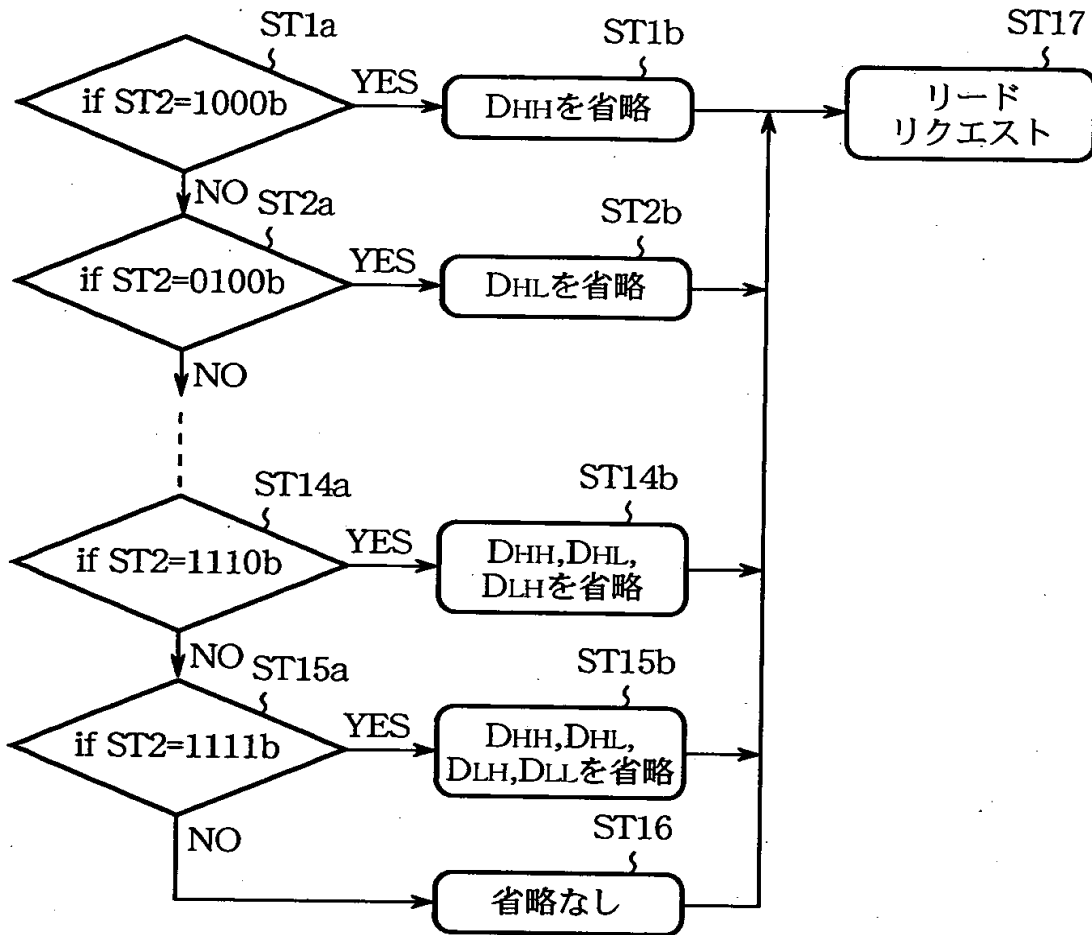 ST1a
if ST2=1000b
YES
ST1b
DHHを省略
ST17
リード
リクエスト
NO
ST2a
if ST2=0100b
YES
ST2b
DHLを省略
NO
ST14a
if ST2=1110b
YES
ST14b
DHH,DHL,
DLHを省略
NO
ST15a
if ST2=1111b
YES
ST15b
DHH,DHL,
DLH,DLLを省略
NO
ST16
省略なし